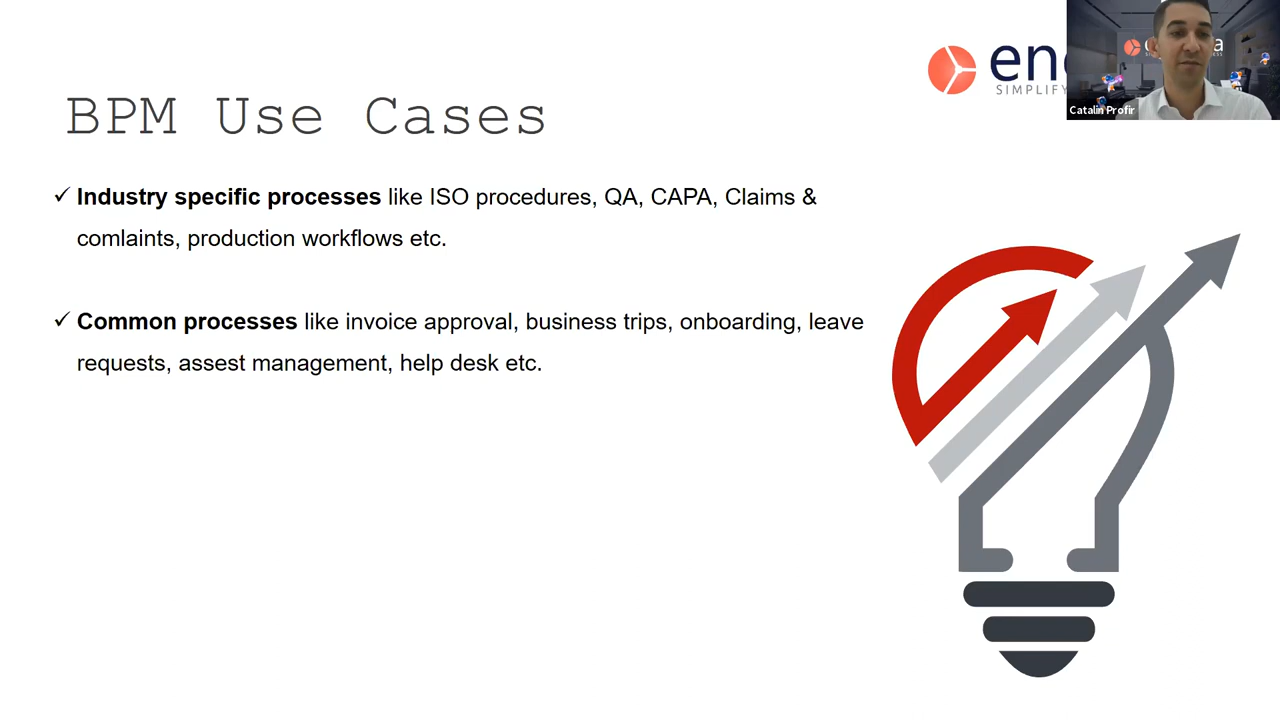 BPM Use Cases
en
SIMPLIFY
Catalin Profir
✓ Industry specific processes like ISO procedures, QA, CAPA, Claims &
comlaints, production workflows etc.
✓ Common processes like invoice approval, business trips, onboarding, leave
requests, assest management, help desk etc.